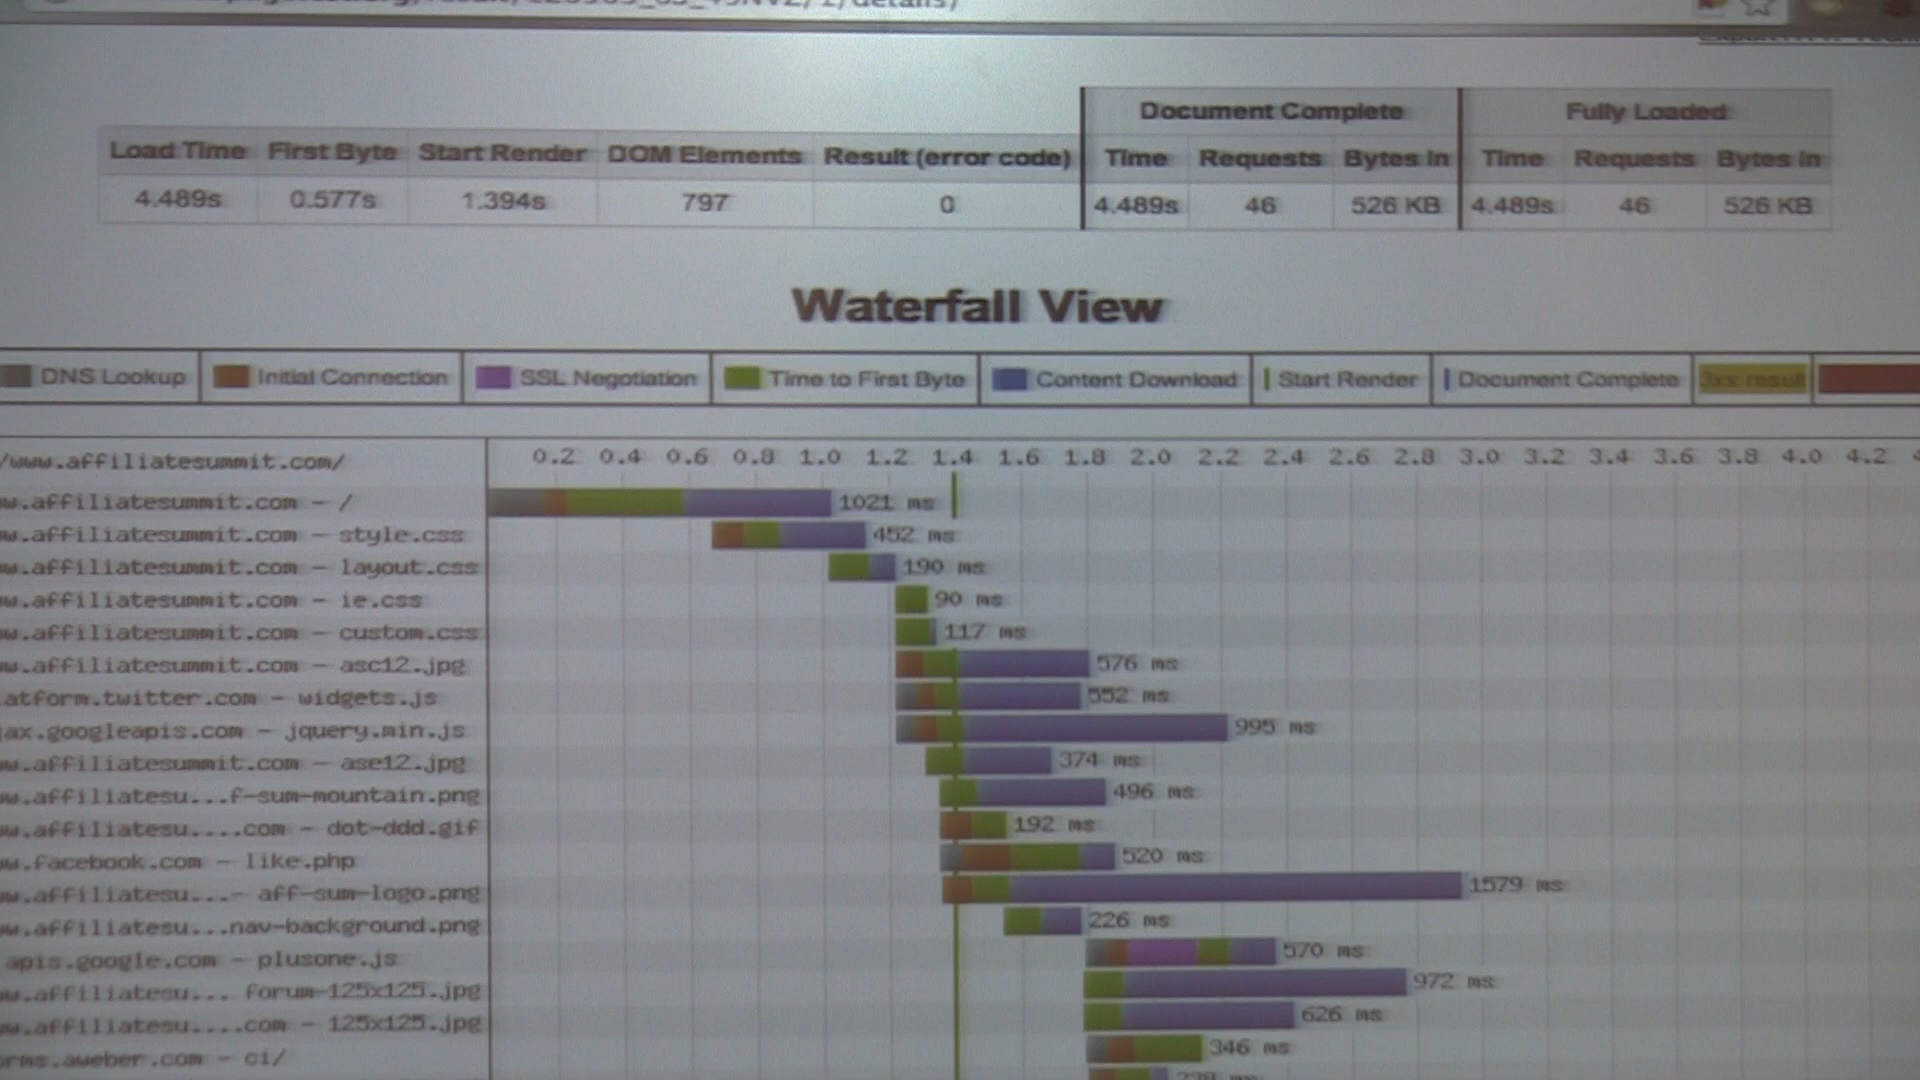 /details/
Document Complete Fully Loaded
Load Time First Byte Start Render DOM Elements Result (error code) Time Requests Bytes In Time Requests Bytes In
4.489s 0.577s 1.394s 797 0 4.489s 46 526 KB 4.489s 46 526 KB
Waterfall View
DNS Lookup Initial Connection SSL Negotiation Time to First Byte Content Download Start Render Document Complete 3xx result
/www.affiliatesummit.com/ 0.2 0.4 0.6 0.8 1.0 1.2 1.4 1.6 1.8 2.0 2.2 2.4 2.6 2.8 3.0 3.2 3.4 3.6 3.8 4.0 4.2
w.affiliatesummit.com - / 1021 ms
w.affiliatesummit.com - style.css 452 ms
w.affiliatesummit.com - layout.css 190 ms
w.affiliatesummit.com - ie.css 90 ms
w.affiliatesummit.com - custom.css 117 ms
w.affiliatesummit.com - asc12.jpg 576 ms
atform.twitter.com - widgets.js 552 ms
jax.googleapis.com - jquery.min.js 995 ms
w.affiliatesummit.com - ase12.jpg 374 ms
w.affiliatesu...f-sum-mountain.png 496 ms
w.affiliatesu....com - dot-ddd.gif 192 ms
w.facebook.com - like.php 520 ms
w.affiliatesu...- aff-sum-logo.png 1579 ms
w.affiliatesu...nav-background.png 226 ms
apis.google.com - plusone.js 570 ms
w.affiliatesu... forum-125x125.jpg 972 ms
w.affiliatesu....com - 125x125.jpg 626 ms
rms.aweber.com - ci/ 346 ms